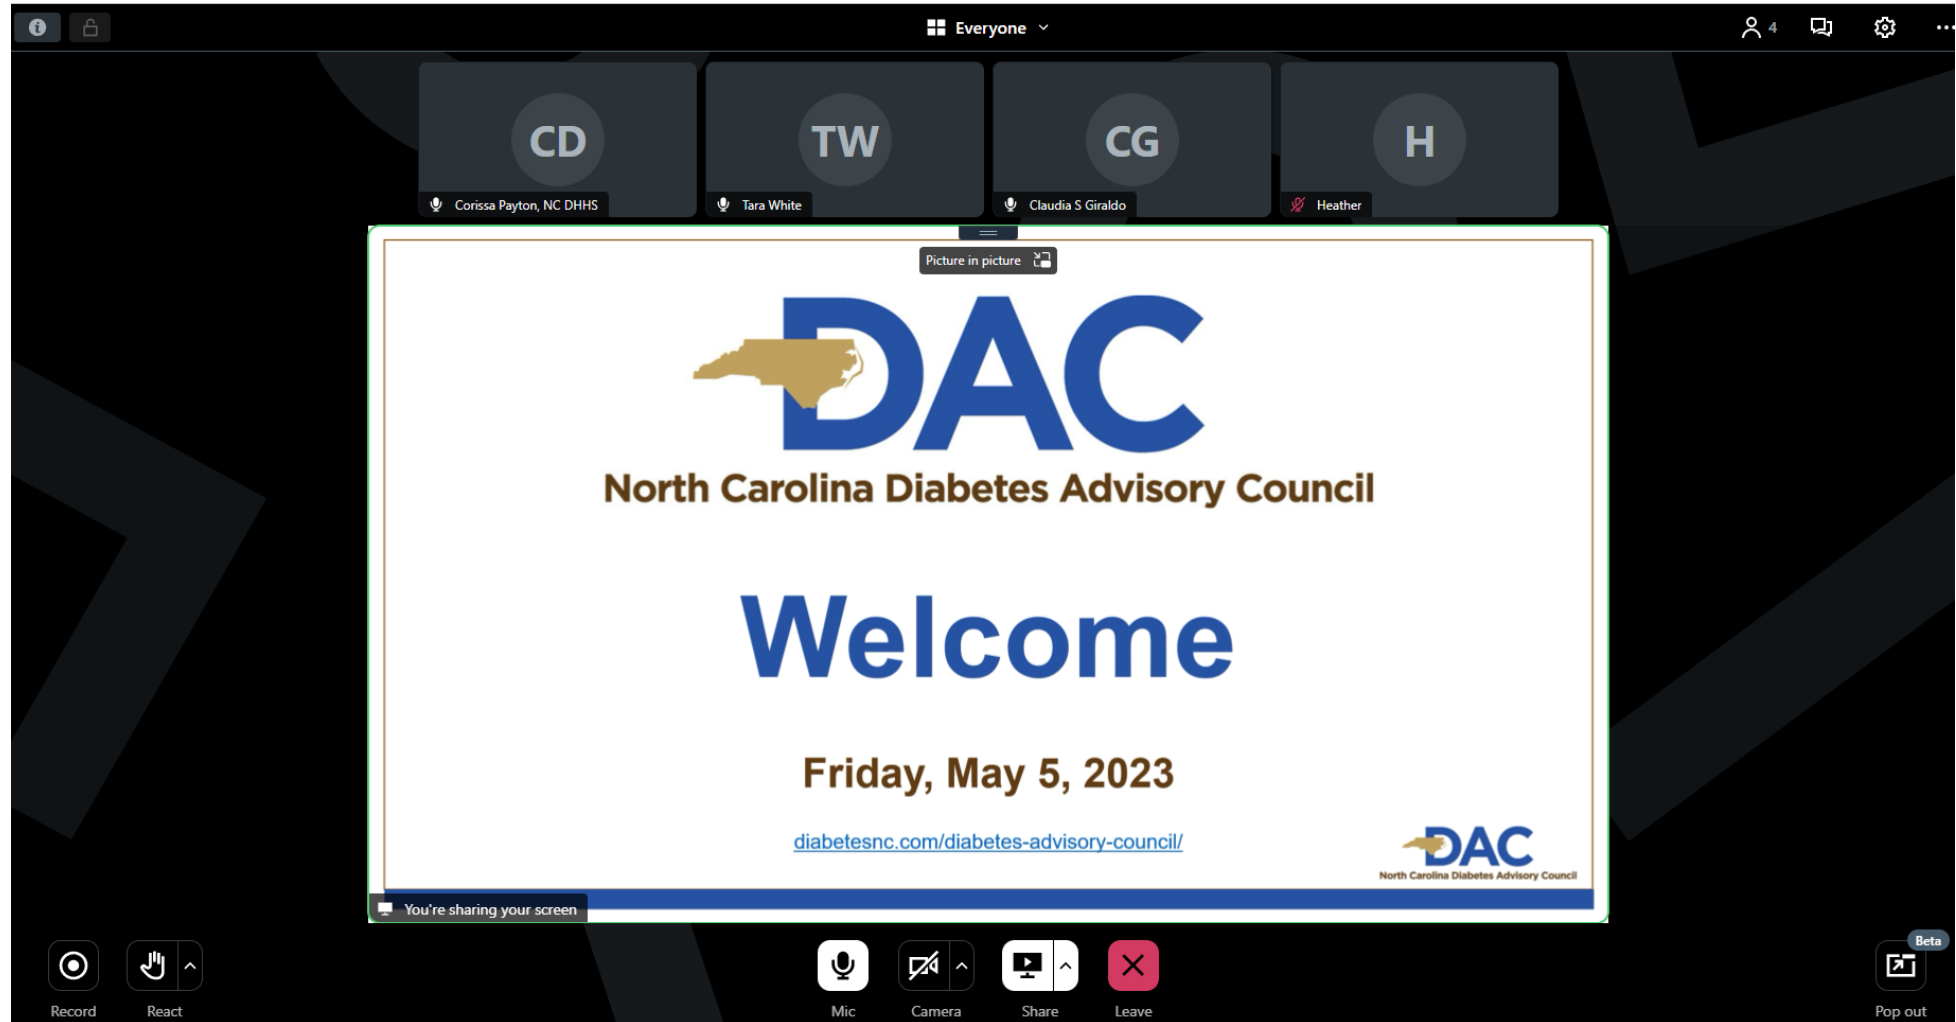 Everyone
4
CD
TW
CG
H
Corissa Payton, NC DHHS
Tara White
Claudia S Giraldo
Heather
Picture in picture
DAC
North Carolina Diabetes Advisory Council
Welcome
Friday, May 5, 2023
diabetesnc.com/diabetes-advisory-council/
DAC
North Carolina Diabetes Advisory Council
You're sharing your screen
Beta
Record
React
Mic
Camera
Share
Leave
Pop out